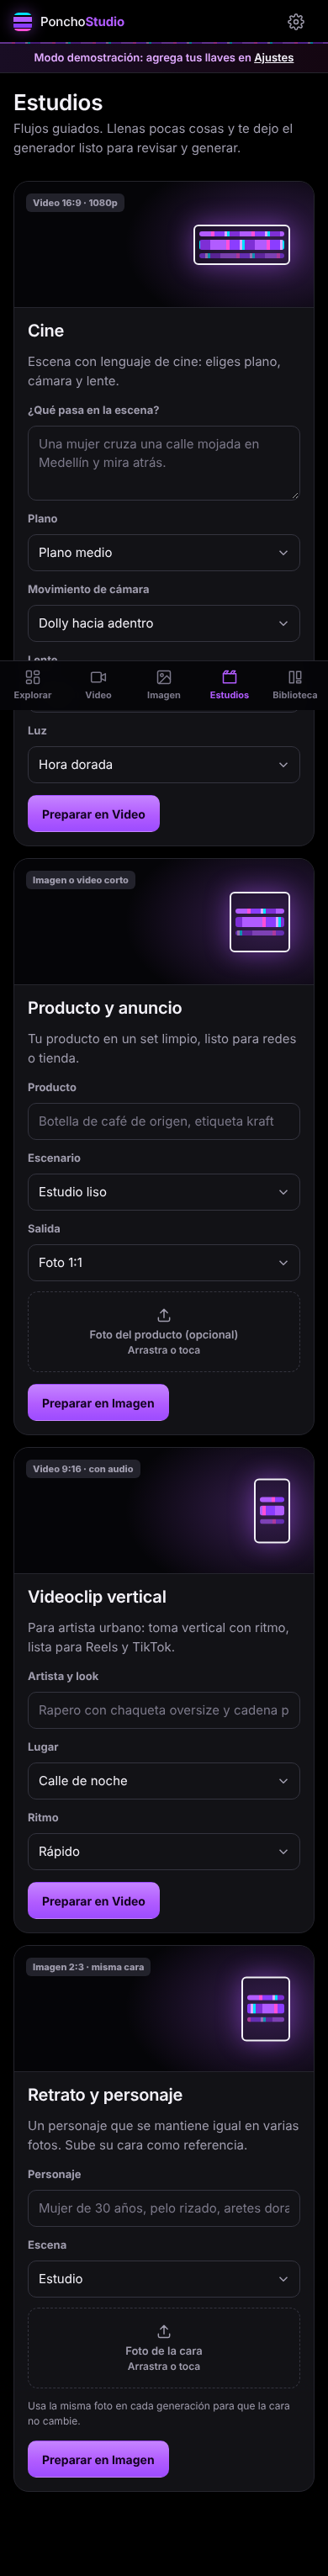 PonchoStudio
Modo demostración: agrega tus llaves en Ajustes
Estudios
Flujos guiados. Llenas pocas cosas y te dejo el
generador listo para revisar y generar.
Video 16:9 · 1080p
Cine
Escena con lenguaje de cine: eliges plano,
cámara y lente.
¿Qué pasa en la escena?
Una mujer cruza una calle mojada en
Medellín y mira atrás.
Plano
Plano medio
Movimiento de cámara
Dolly hacia adentro
Explorar
Video
Imagen
Estudios
Biblioteca
Luz
Hora dorada
Preparar en Video
Imagen o video corto
Producto y anuncio
Tu producto en un set limpio, listo para redes
o tienda.
Producto
Botella de café de origen, etiqueta kraft
Escenario
Estudio liso
Salida
Foto 1:1
Foto del producto (opcional)
Arrastra o toca
Preparar en Imagen
Video 9:16 · con audio
Videoclip vertical
Para artista urbano: toma vertical con ritmo,
lista para Reels y TikTok.
Artista y look
Rapero con chaqueta oversize y cadena p
Lugar
Calle de noche
Ritmo
Rápido
Preparar en Video
Imagen 2:3 · misma cara
Retrato y personaje
Un personaje que se mantiene igual en varias
fotos. Sube su cara como referencia.
Personaje
Mujer de 30 años, pelo rizado, aretes dora
Escena
Estudio
Foto de la cara
Arrastra o toca
Usa la misma foto en cada generación para que la cara
no cambie.
Preparar en Imagen